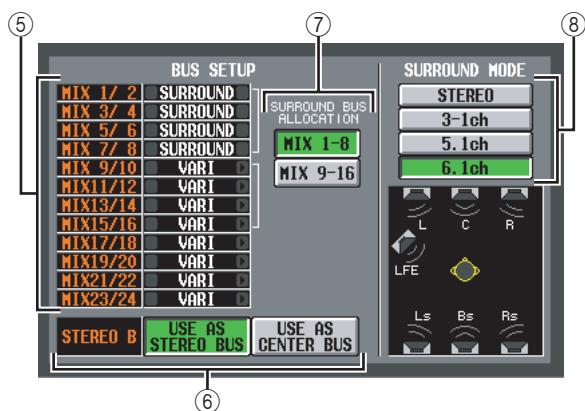 ⑤ ⑦ ⑧
BUS SETUP
MIX 1/ 2 SURROUND
MIX 3/ 4 SURROUND
MIX 5/ 6 SURROUND
MIX 7/ 8 SURROUND
MIX 9/10 VARI
MIX11/12 VARI
MIX13/14 VARI
MIX15/16 VARI
MIX17/18 VARI
MIX19/20 VARI
MIX21/22 VARI
MIX23/24 VARI
SURROUND BUS
ALLOCATION
MIX 1-8
MIX 9-16
STEREO B
USE AS
STEREO BUS
USE AS
CENTER BUS
⑥
SURROUND MODE
STEREO
3-1ch
5.1ch
6.1ch
L C R
LFE
Ls Bs Rs